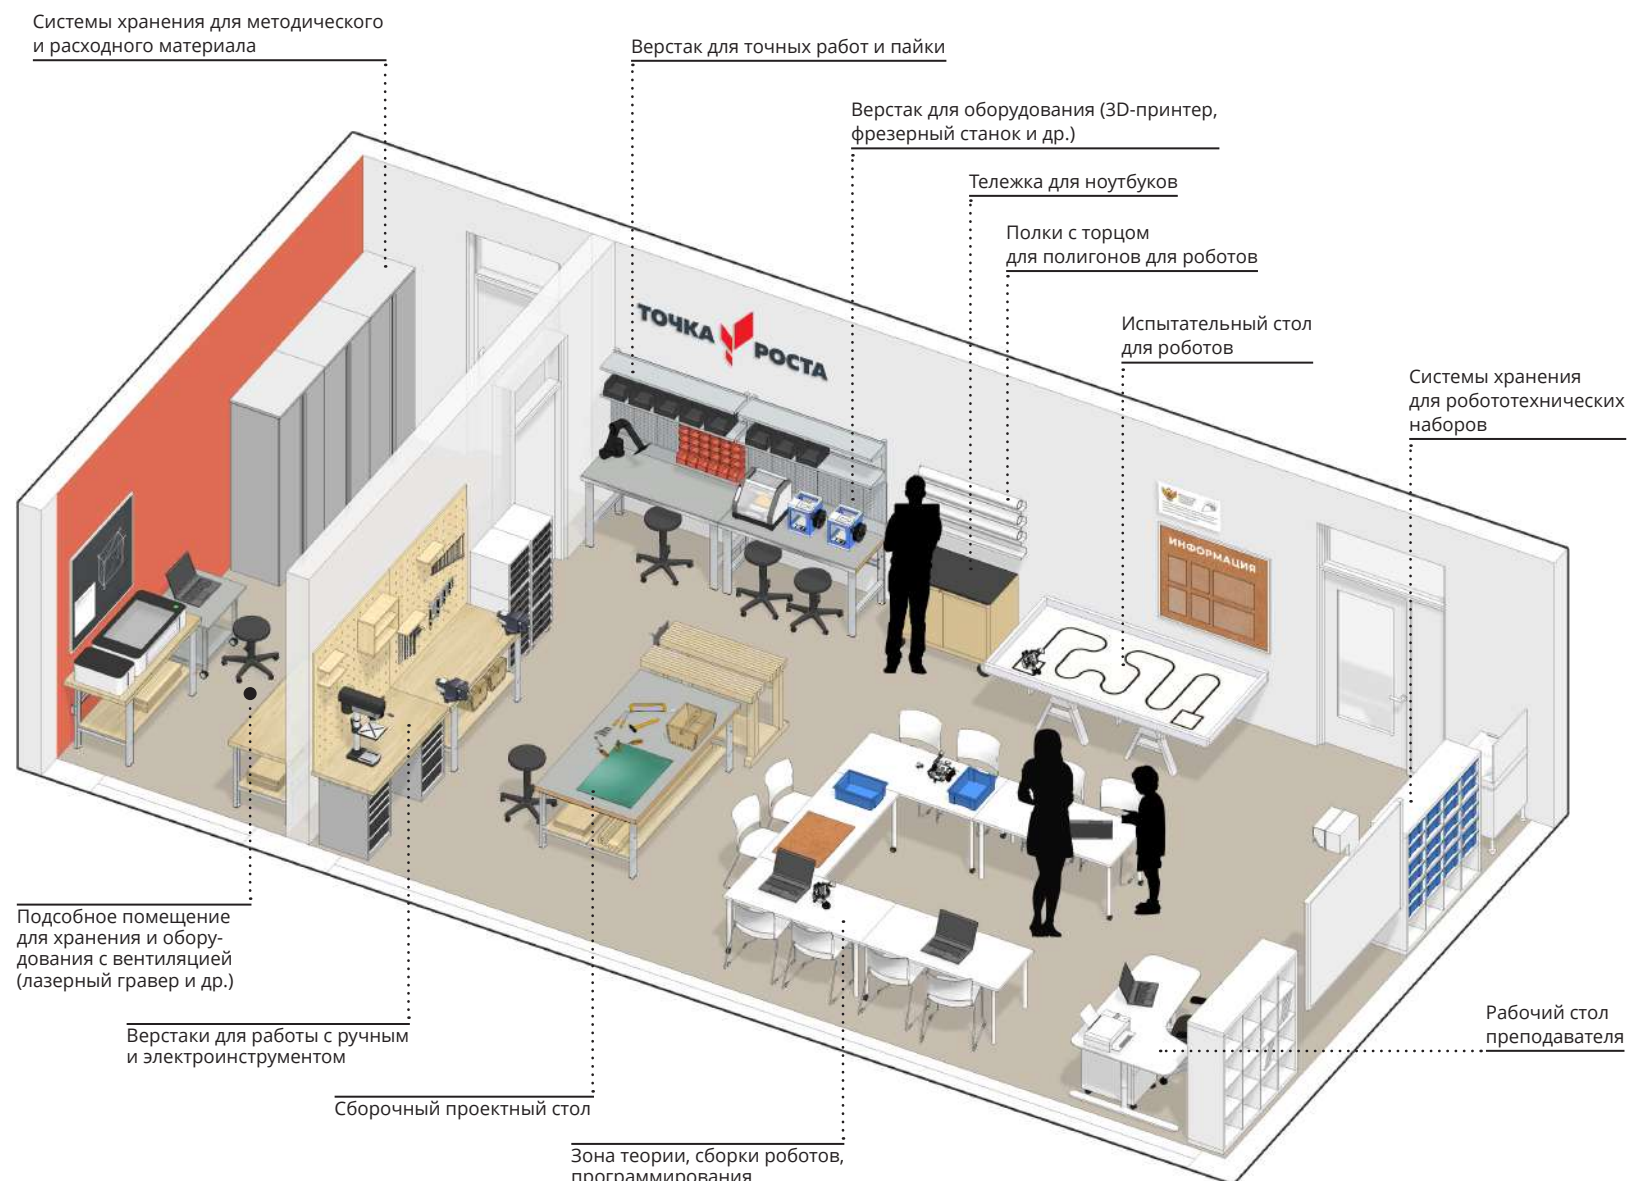 Системы хранения для методического
и расходного материала
Верстак для точных работ и пайки
Верстак для оборудования (3D-принтер,
фрезерный станок и др.)
Тележка для ноутбуков
Полки с торцом
для полигонов для роботов
Испытательный стол
для роботов
Системы хранения
для робототехнических
наборов
ТОЧКА
РОСТА
ИНФОРМАЦИЯ
Подсобное помещение
для хранения и обору-
дования с вентиляцией
(лазерный гравер и др.)
Верстаки для работы с ручным
и электроинструментом
Сборочный проектный стол
Зона теории, сборки роботов,
программирования
Рабочий стол
преподавателя